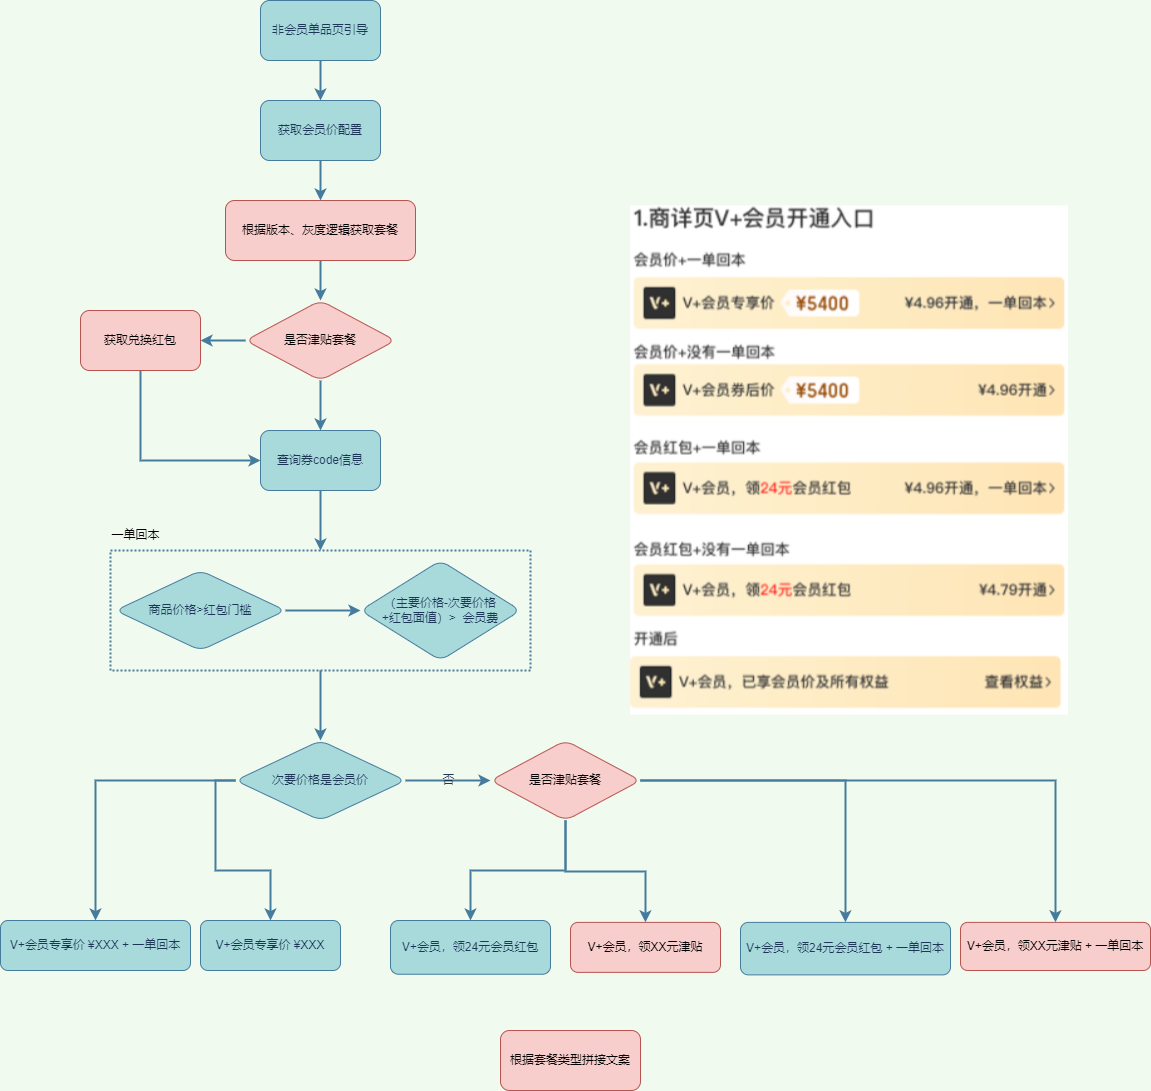 非会员单品页引导
获取会员价配置
根据版本、灰度逻辑获取套餐
是否津贴套餐
获取兑换红包
查询券code信息
一单回本
商品价格>红包门槛
（主要价格-次要价格
+红包面值）> 会员费
次要价格是会员价
否
是否津贴套餐
V+会员专享价 ¥XXX + 一单回本
V+会员专享价 ¥XXX
V+会员，领24元会员红包
V+会员，领XX元津贴
V+会员，领24元会员红包 + 一单回本
V+会员，领XX元津贴 + 一单回本
根据套餐类型拼接文案
1.商详页V+会员开通入口
会员价+一单回本
V+ V+会员专享价 ¥5400 ¥4.96开通，一单回本>
会员价+没有一单回本
V+ V+会员券后价 ¥5400 ¥4.96开通>
会员红包+一单回本
V+ V+会员，领24元会员红包 ¥4.96开通，一单回本>
会员红包+没有一单回本
V+ V+会员，领24元会员红包 ¥4.79开通>
开通后
V+ V+会员，已享会员价及所有权益 查看权益>